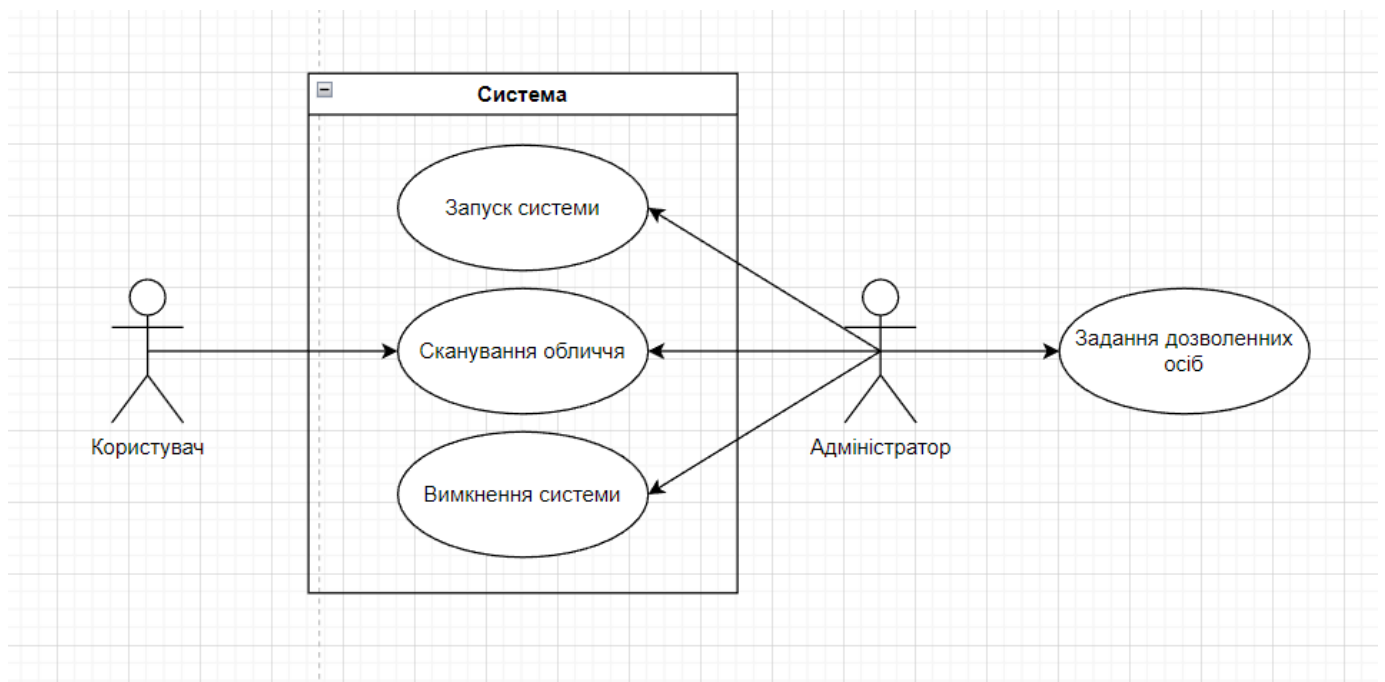 Система
Запуск системи
Сканування обличчя
Вимкнення системи
Користувач
Адміністратор
Задання дозволенних
осіб